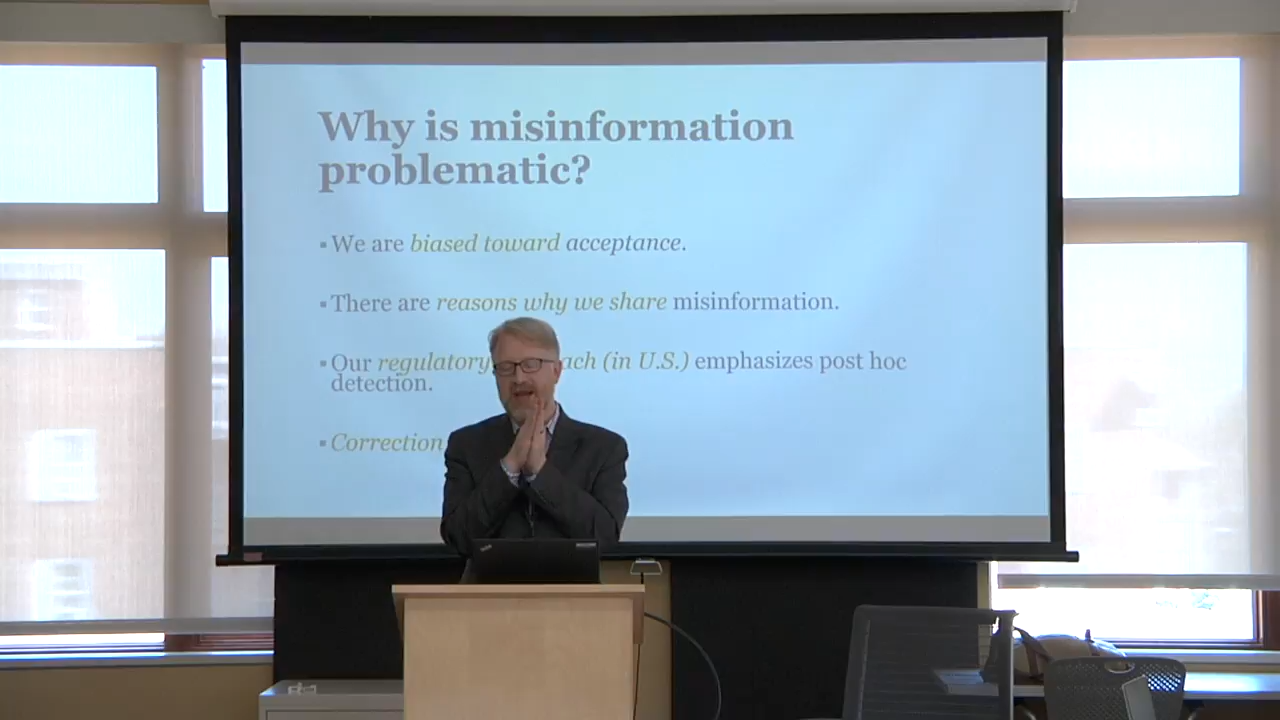 Why is misinformation
problematic?
▪We are biased toward acceptance.
▪There are reasons why we share misinformation.
▪Our regulatory ach (in U.S.) emphasizes post hoc
detection.
▪Correction